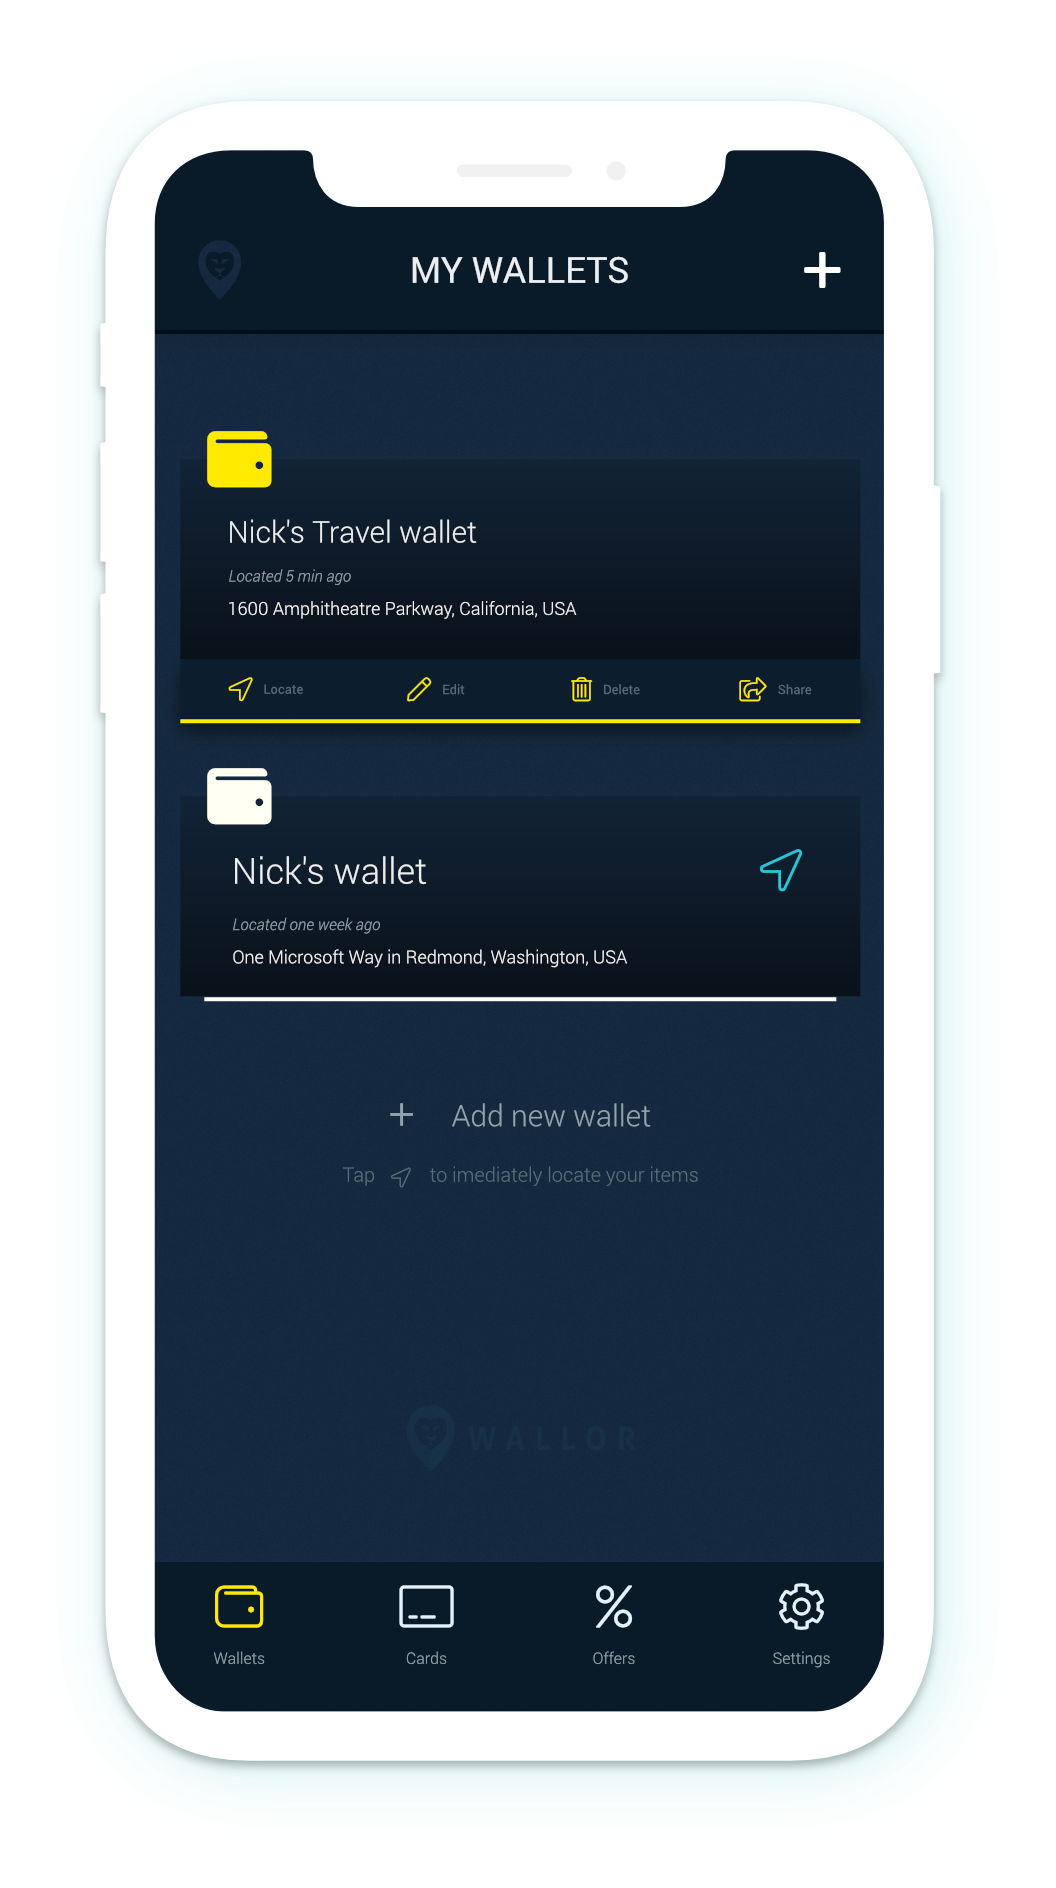 MY WALLETS
Nick's Travel wallet
Located 5 min ago
1600 Amphitheatre Parkway, California, USA
Locate Edit Delete Share
Nick's wallet
Located one week ago
One Microsoft Way in Redmond, Washington, USA
+ Add new wallet
Tap to imediately locate your items
WALLOR
Wallets Cards Offers Settings